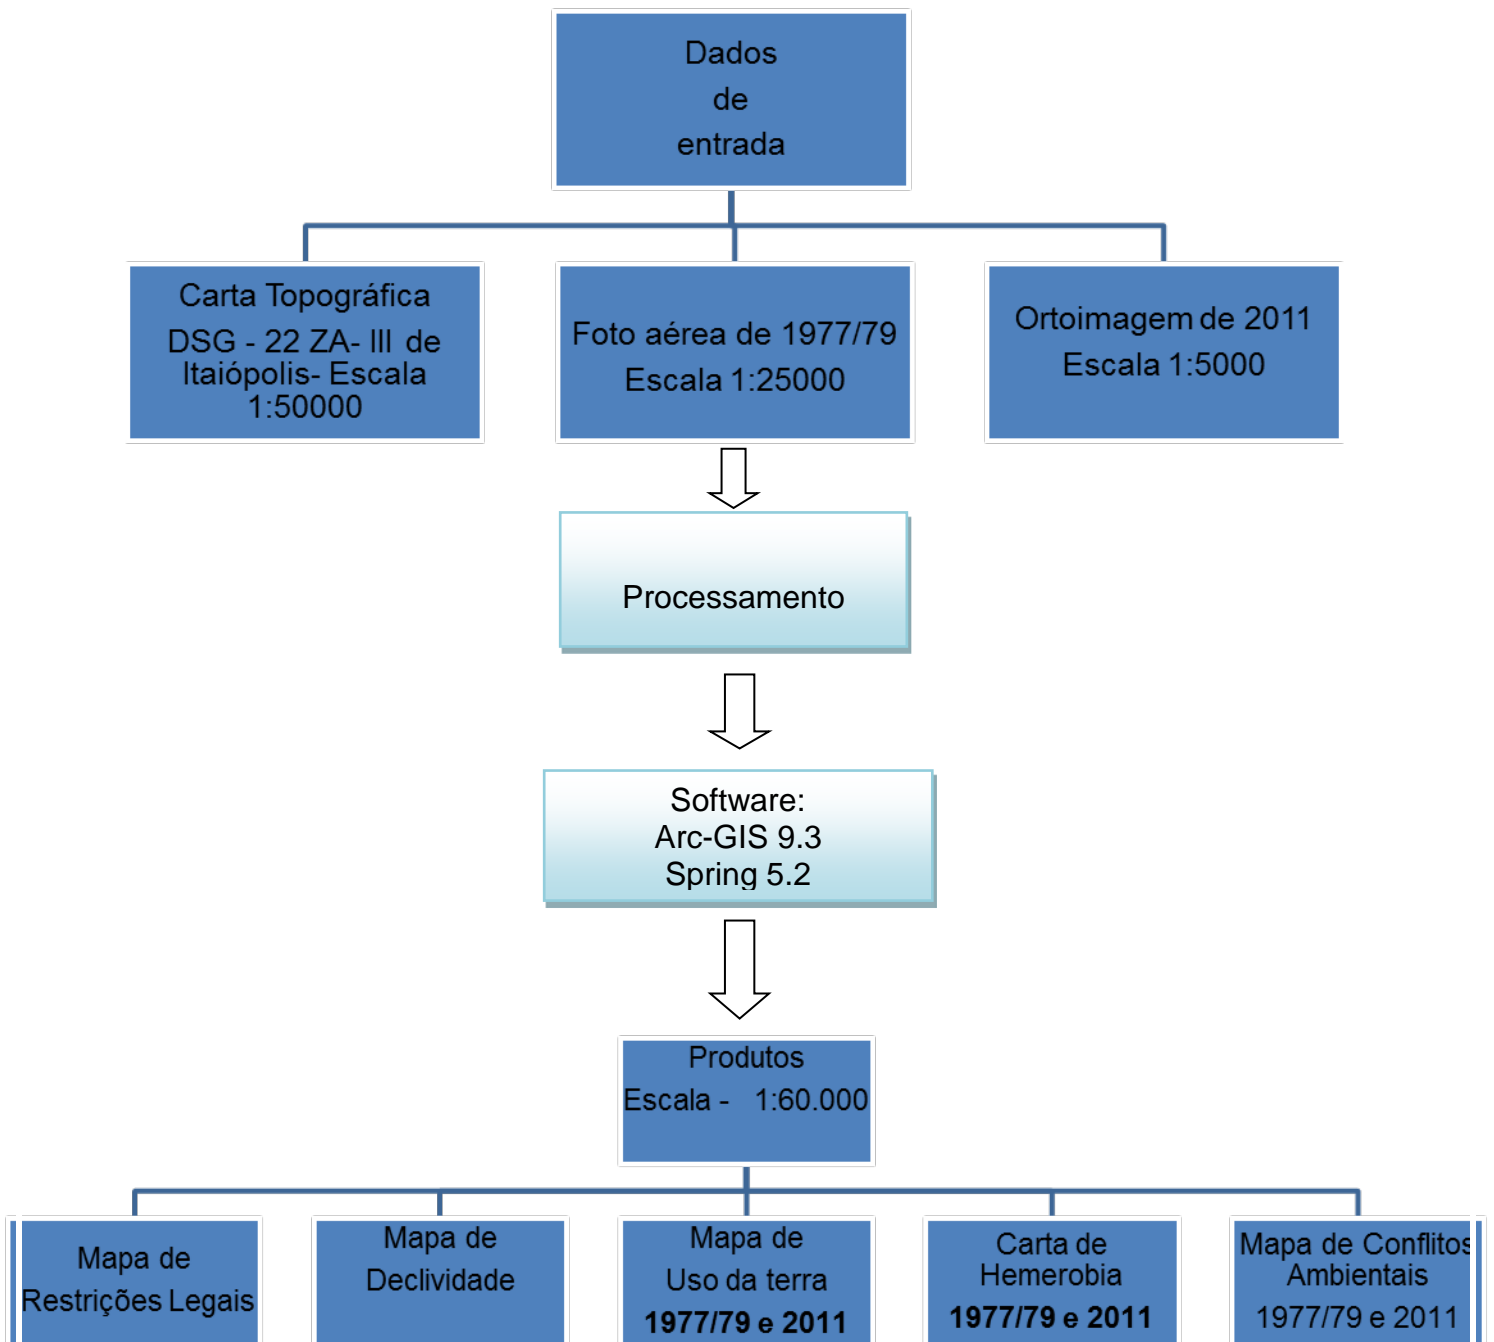 Dados
de
entrada
Carta Topográfica
DSG - 22 ZA- III de
Itaiópolis- Escala
1:50000
Foto aérea de 1977/79
Escala 1:25000
Ortoimagem de 2011
Escala 1:5000
Processamento
Software:
Arc-GIS 9.3
Spring 5.2
Produtos
Escala - 1:60.000
Mapa de
Restrições Legais
Mapa de
Declividade
Mapa de
Uso da terra
1977/79 e 2011
Carta de
Hemerobia
1977/79 e 2011
Mapa de Conflitos
Ambientais
1977/79 e 2011